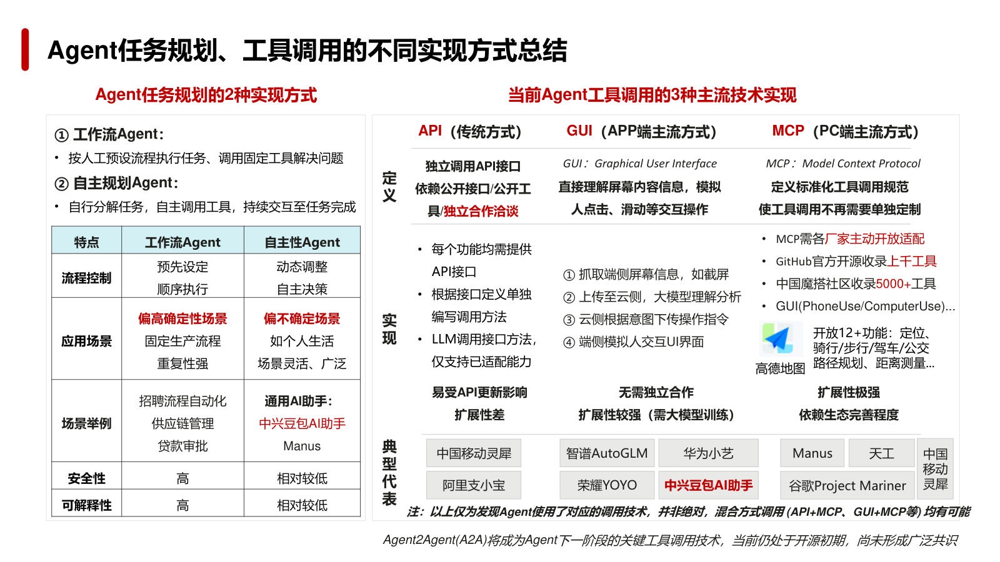 Agent任务规划、工具调用的不同实现方式总结
Agent任务规划的2种实现方式
① 工作流Agent：
• 按人工预设流程执行任务、调用固定工具解决问题
② 自主规划Agent：
• 自行分解任务，自主调用工具，持续交互至任务完成
特点 工作流Agent 自主性Agent
流程控制
预先设定
顺序执行
动态调整
自主决策
应用场景
偏高确定性场景
固定生产流程
重复性强
偏不确定场景
如个人生活
场景灵活、广泛
场景举例
招聘流程自动化
供应链管理
贷款审批
通用AI助手：
中兴豆包AI助手
Manus
安全性 高 相对较低
可解释性 高 相对较低
当前Agent工具调用的3种主流技术实现
API（传统方式） GUI（APP端主流方式） MCP（PC端主流方式）
定
义
独立调用API接口
依赖公开接口/公开工
具/独立合作洽谈
GUI：Graphical User Interface
直接理解屏幕内容信息，模拟
人点击、滑动等交互操作
MCP：Model Context Protocol
定义标准化工具调用规范
使工具调用不再需要单独定制
实
现
• 每个功能均需提供
API接口
• 根据接口定义单独
编写调用方法
• LLM调用接口方法，
仅支持已适配能力
① 抓取端侧屏幕信息，如截屏
② 上传至云侧，大模型理解分析
③ 云侧根据意图下传操作指令
④ 端侧模拟人交互UI界面
• MCP需各厂家主动开放适配
• GitHub官方开源收录上千工具
• 中国魔搭社区收录5000+工具
• GUI(PhoneUse/ComputerUse)...
高德地图
开放12+功能：定位、
骑行/步行/驾车/公交
路径规划、距离测量...
易受API更新影响
扩展性差
无需独立合作
扩展性较强（需大模型训练）
扩展性极强
依赖生态完善程度
典
型
代
表
中国移动灵犀
阿里支小宝
智谱AutoGLM 华为小艺
荣耀YOYO 中兴豆包AI助手
Manus 天工
谷歌Project Mariner
中国
移动
灵犀
注：以上仅为发现Agent使用了对应的调用技术，并非绝对，混合方式调用 (API+MCP、GUI+MCP等) 均有可能
Agent2Agent(A2A)将成为Agent下一阶段的关键工具调用技术，当前仍处于开源初期，尚未形成广泛共识